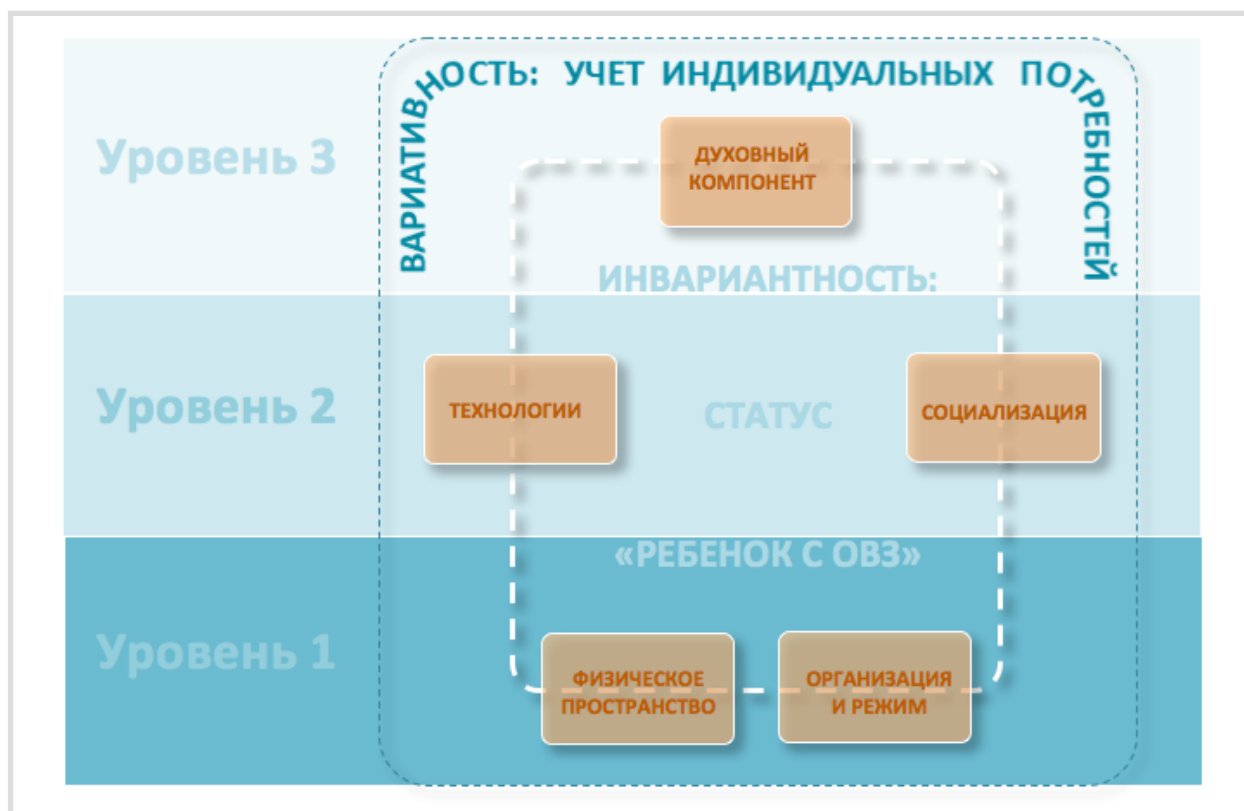 ВАРИАТИВНОСТЬ: УЧЕТ ИНДИВИДУАЛЬНЫХ ПОТРЕБНОСТЕЙ
Уровень 3
ДУХОВНЫЙ
КОМПОНЕНТ
ИНВАРИАНТНОСТЬ:
Уровень 2
ТЕХНОЛОГИИ
СТАТУС
СОЦИАЛИЗАЦИЯ
«РЕБЕНОК С ОВЗ»
Уровень 1
ФИЗИЧЕСКОЕ
ПРОСТРАНСТВО
ОРГАНИЗАЦИЯ
И РЕЖИМ